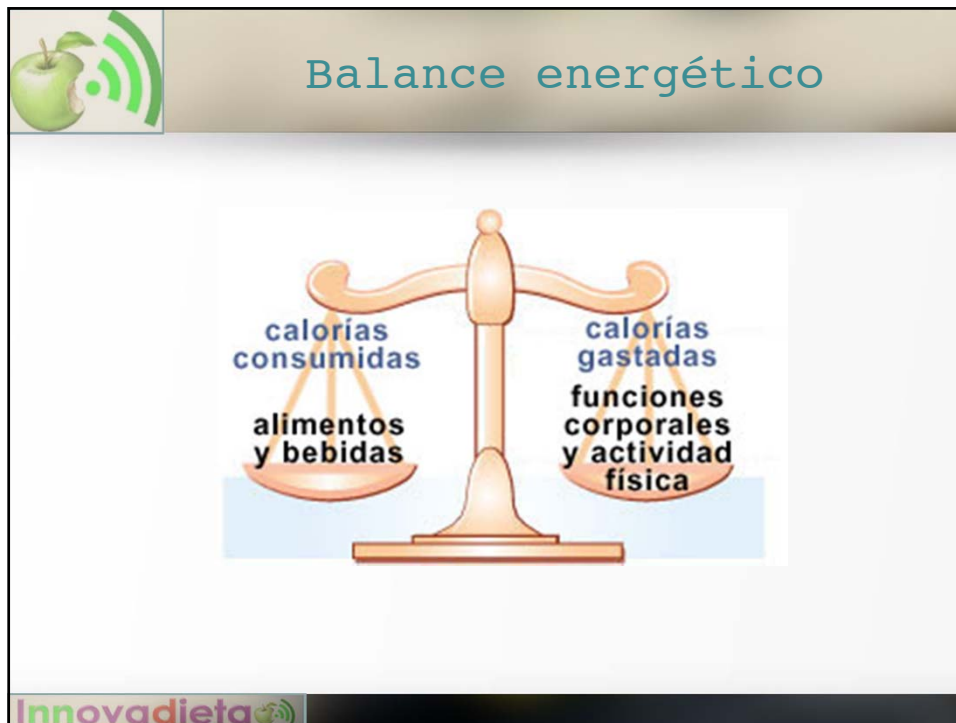 Balance energético
calorías
consumidas
alimentos
y bebidas
calorías
gastadas
funciones
corporales
y actividad
física
Innovadieta